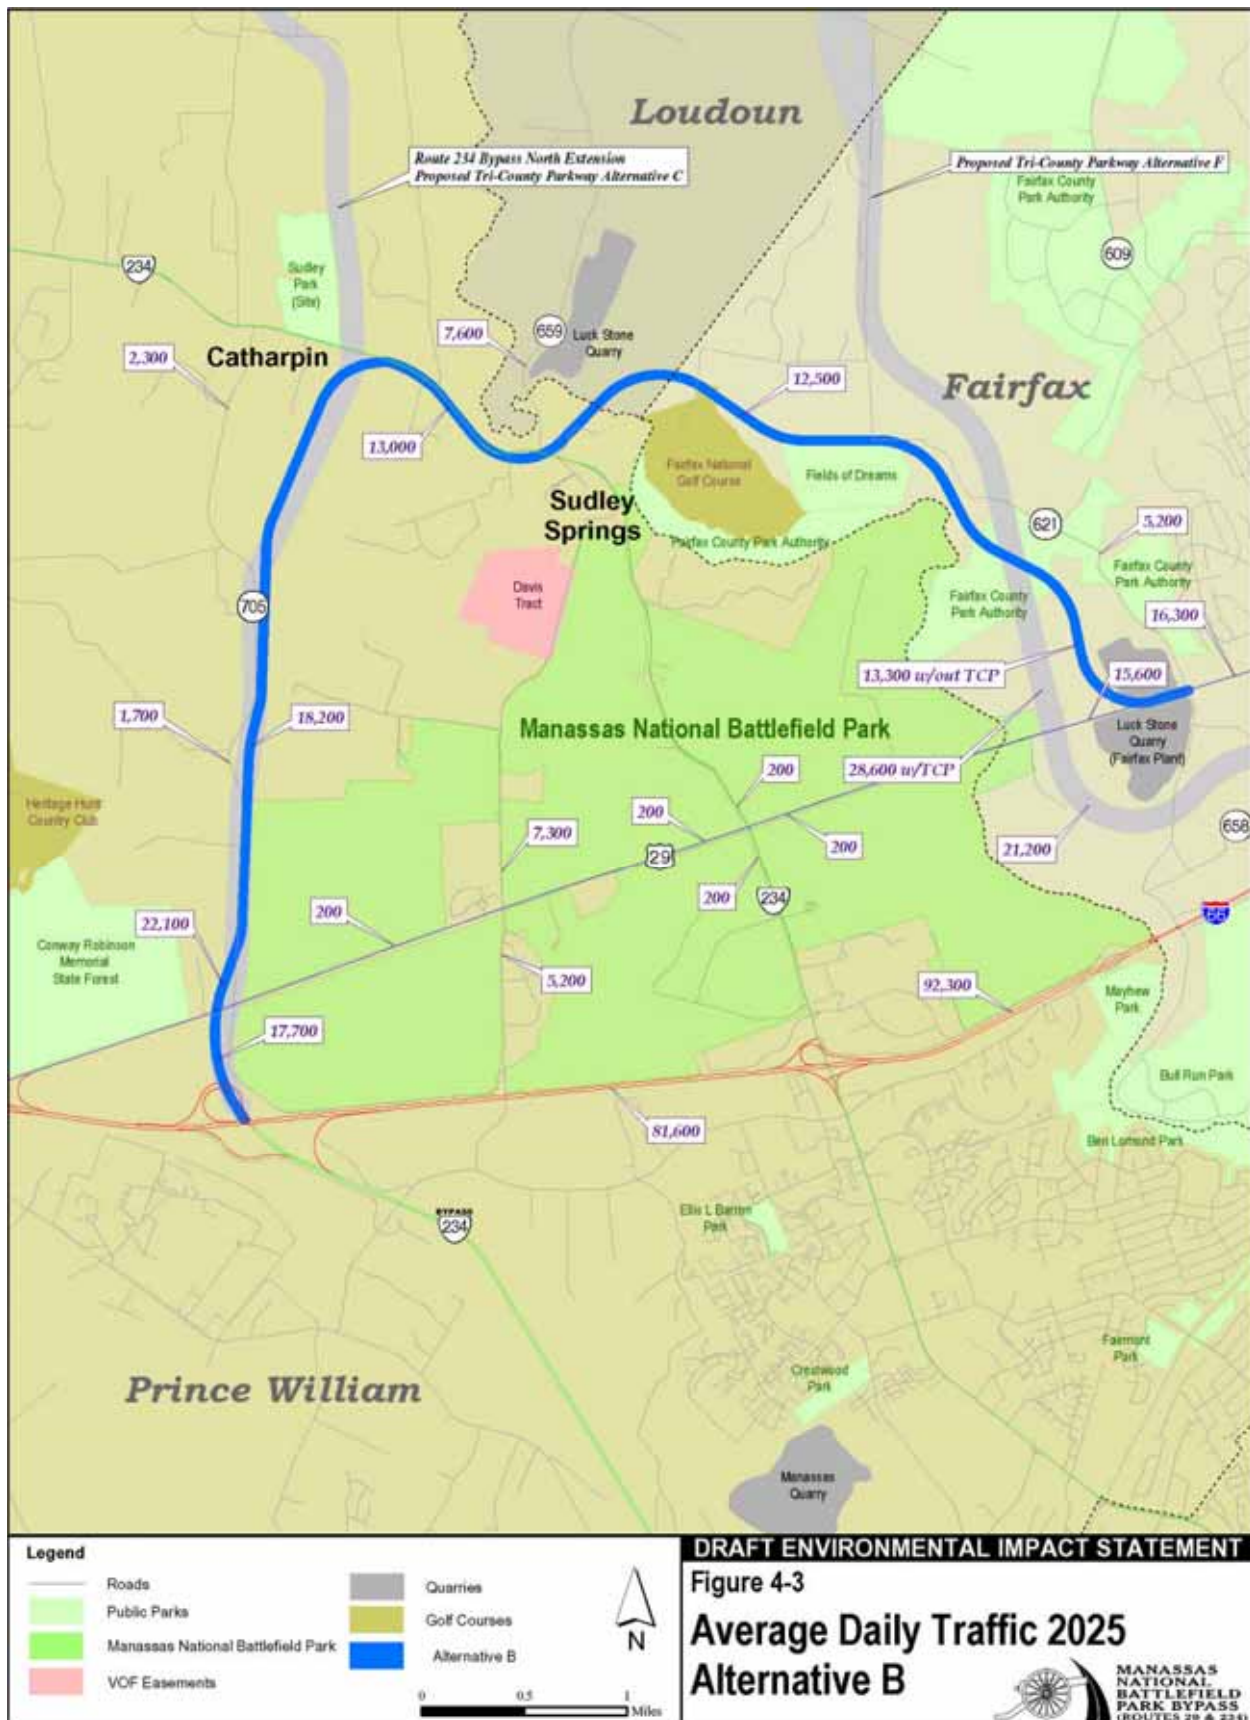 Loudoun
Route 234 Bypass North Extension
Proposed Tri-County Parkway Alternative C
Proposed Tri-County Parkway Alternative F
Fairfax County
Park Authority
609
234
Sudley
Park
(Site)
659
7,600
Luck Stone
Quarry
2,300
Catharpin
12,500
Fairfax
13,000
Fairfax National
Golf Course
Fields of Dreams
Sudley
Springs
621
5,200
Fairfax County Park Authority
Fairfax County
Park Authority
Davis
Tract
Fairfax County
Park Authority
705
16,300
13,300 w/out TCP
15,600
1,700
18,200
Manassas National Battlefield Park
Luck Stone
Quarry
(Fairfax Plant)
28,600 w/TCP
200
Heritage Hunt
Country Club
200
7,300
200
658
29
21,200
200
234
200
66
22,100
Conway Robinson
Memorial
State Forest
5,200
92,300
Mayhew
Park
17,700
Bull Run Park
81,600
Ben Lomond Park
BYPASS
234
Ellis L Barron
Park
Fairmont
Park
Crestwood
Park
Prince William
Manassas
Quarry
Legend
Roads
Public Parks
Manassas National Battlefield Park
VOF Easements
Quarries
Golf Courses
Alternative B
N
0 0.5 1
Miles
DRAFT ENVIRONMENTAL IMPACT STATEMENT
Figure 4-3
Average Daily Traffic 2025
Alternative B
MANASSAS
NATIONAL
BATTLEFIELD
PARK BYPASS
(ROUTES 29 & 234)